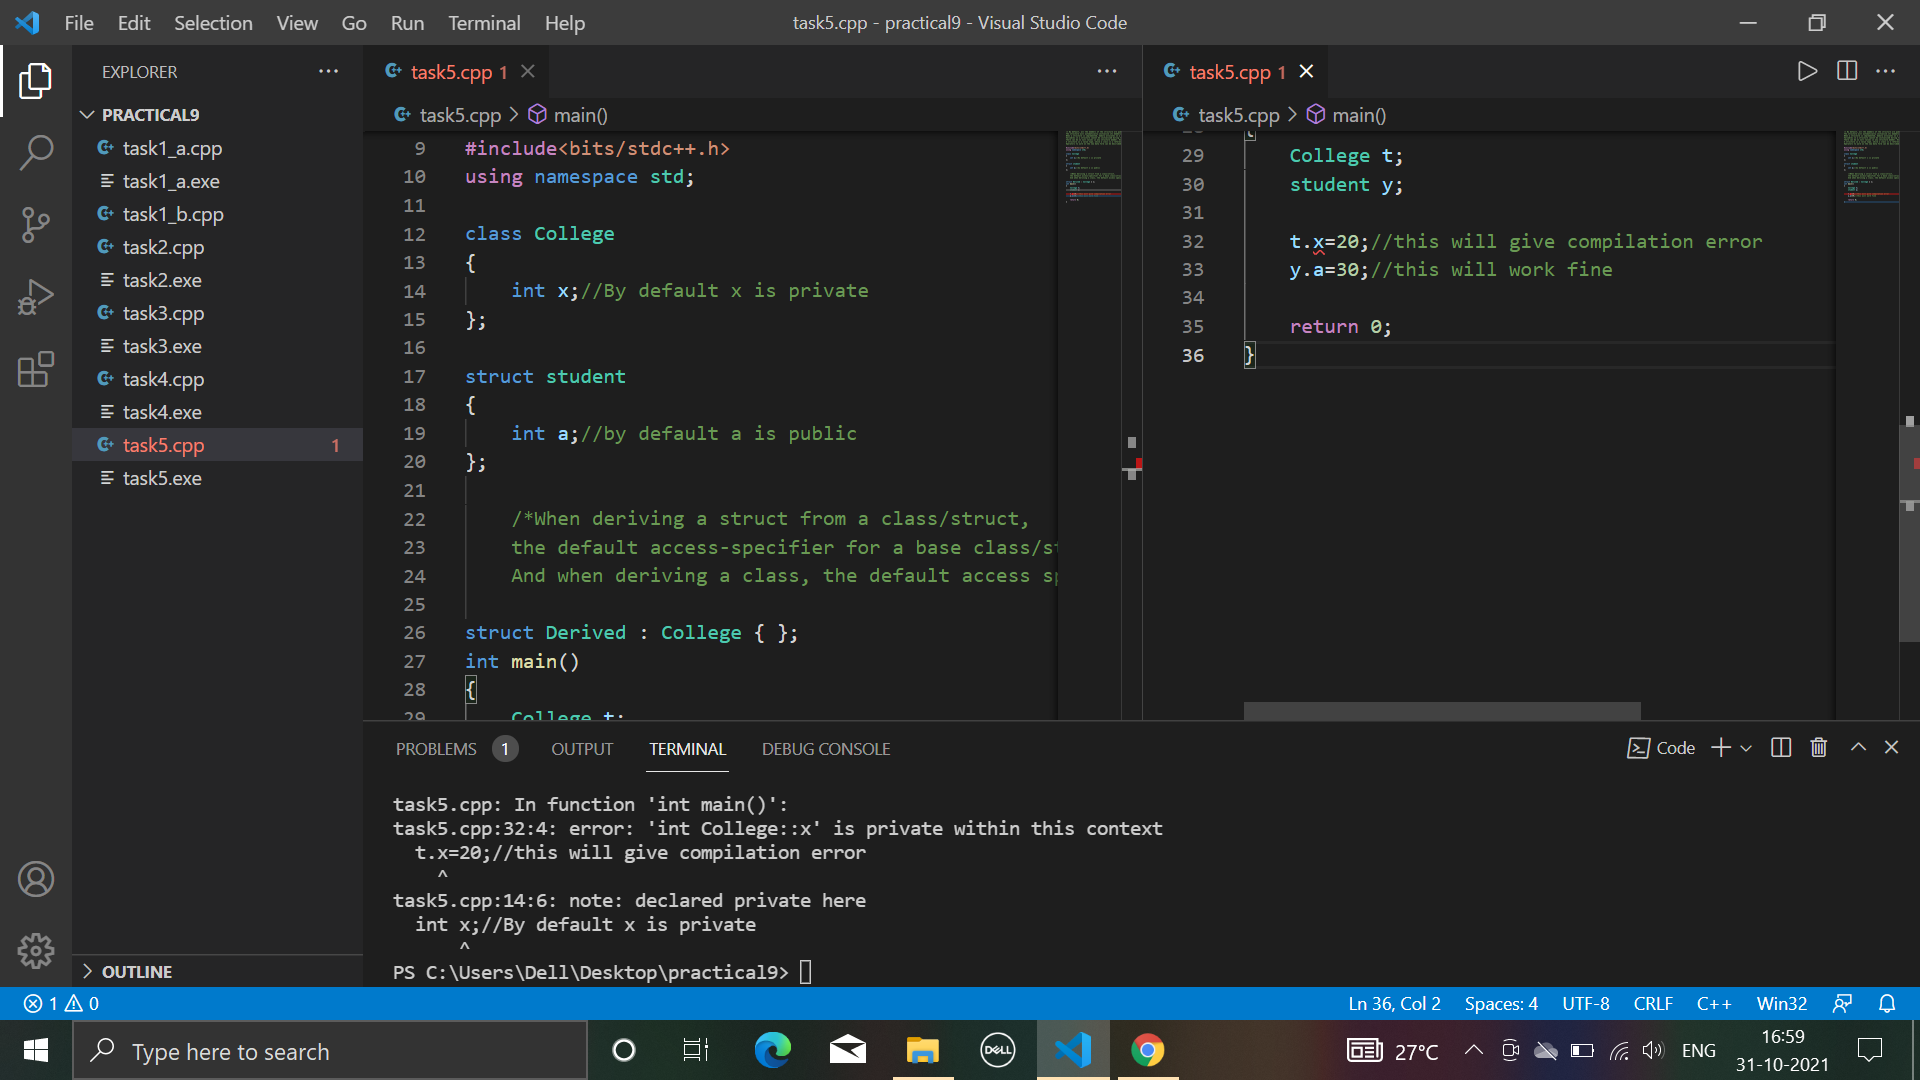 File Edit Selection View Go Run Terminal Help
task5.cpp - practical9 - Visual Studio Code
EXPLORER
PRACTICAL9
task1_a.cpp
task1_a.exe
task1_b.cpp
task2.cpp
task2.exe
task3.cpp
task3.exe
task4.cpp
task4.exe
task5.cpp 1
task5.exe
OUTLINE
task5.cpp 1
task5.cpp > main()
9 #include<bits/stdc++.h>
10 using namespace std;
11
12 class College
13 {
14 int x;//By default x is private
15 };
16
17 struct student
18 {
19 int a;//by default a is public
20 };
21
22 /*When deriving a struct from a class/struct,
23 the default access-specifier for a base class/st
24 And when deriving a class, the default access sp
25
26 struct Derived : College { };
27 int main()
28 {
29 College t;
task5.cpp 1
task5.cpp > main()
28 {
29 College t;
30 student y;
31
32 t.x=20;//this will give compilation error
33 y.a=30;//this will work fine
34
35 return 0;
36 }
PROBLEMS 1 OUTPUT TERMINAL DEBUG CONSOLE
Code
task5.cpp: In function 'int main()':
task5.cpp:32:4: error: 'int College::x' is private within this context
t.x=20;//this will give compilation error
^
task5.cpp:14:6: note: declared private here
int x;//By default x is private
^
PS C:\Users\Dell\Desktop\practical9>
1 0
Ln 36, Col 2 Spaces: 4 UTF-8 CRLF C++ Win32
Type here to search
DELL
27°C
ENG
16:59
31-10-2021